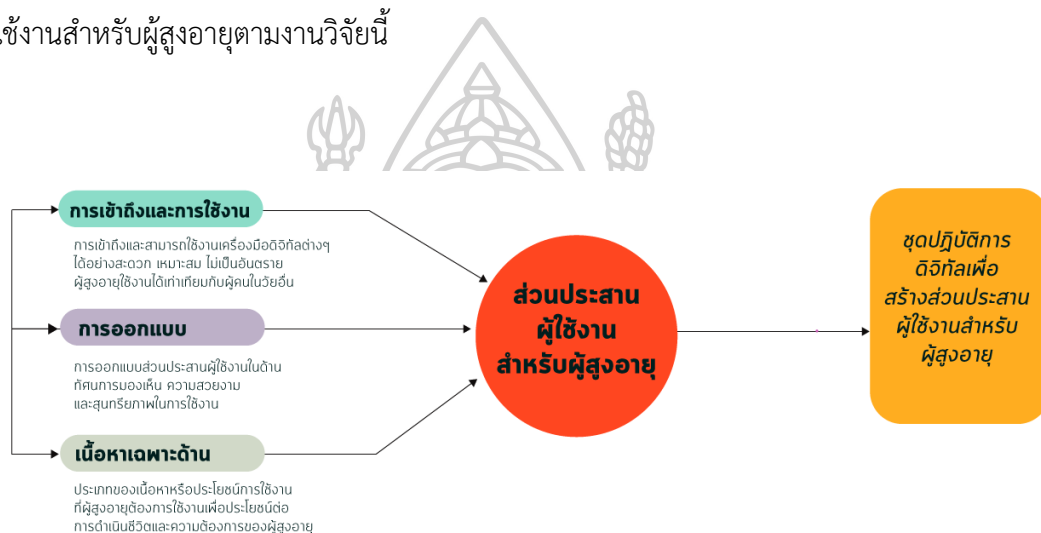 ช้งานสำหรับผู้สูงอายุตามงานวิจัยนี้
การเข้าถึงและการใช้งาน
การเข้าถึงและสามารถใช้งานเครื่องมือดิจิทัลต่างๆ
ได้อย่างสะดวก เหมาะสม ไม่เป็นอันตราย
ผู้สูงอายุใช้งานได้เท่าเทียมกับผู้คนในวัยอื่น
การออกแบบ
การออกแบบส่วนประสานผู้ใช้งานในด้าน
ทัศนการมองเห็น ความสวยงาม
และสุนทรียภาพในการใช้งาน
เนื้อหาเฉพาะด้าน
ประเภทของเนื้อหาหรือประโยชน์การใช้งาน
ที่ผู้สูงอายุต้องการใช้งานเพื่อประโยชน์ต่อ
การดำเนินชีวิตและความต้องการของผู้สูงอายุ
ส่วนประสาน
ผู้ใช้งาน
สำหรับผู้สูงอายุ
ชุดปฏิบัติการ
ดิจิทัลเพื่อ
สร้างส่วนประสาน
ผู้ใช้งานสำหรับ
ผู้สูงอายุ